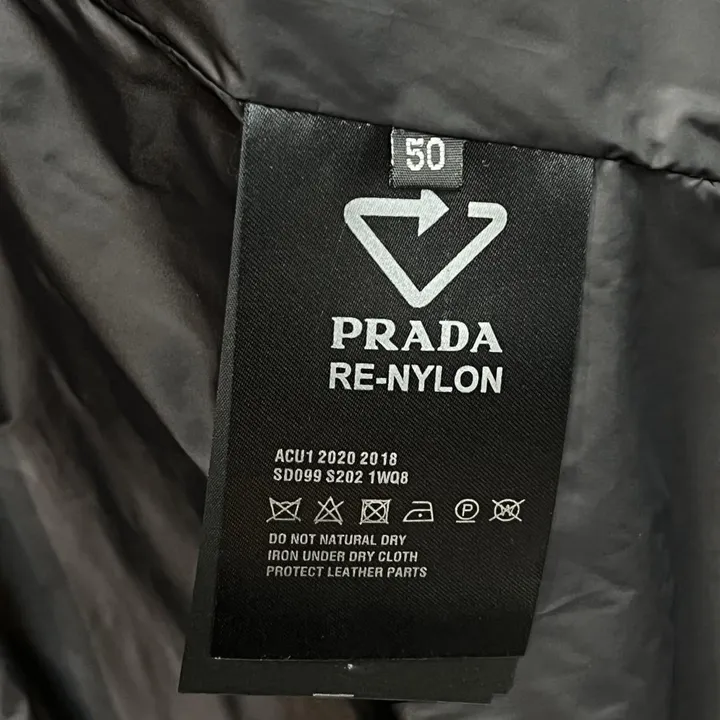 50
PRADA
RE-NYLON
ACU1 2020 2018
SD099 S202 1WQ8
P W
DO NOT NATURAL DRY
IRON UNDER DRY CLOTH
PROTECT LEATHER PARTS